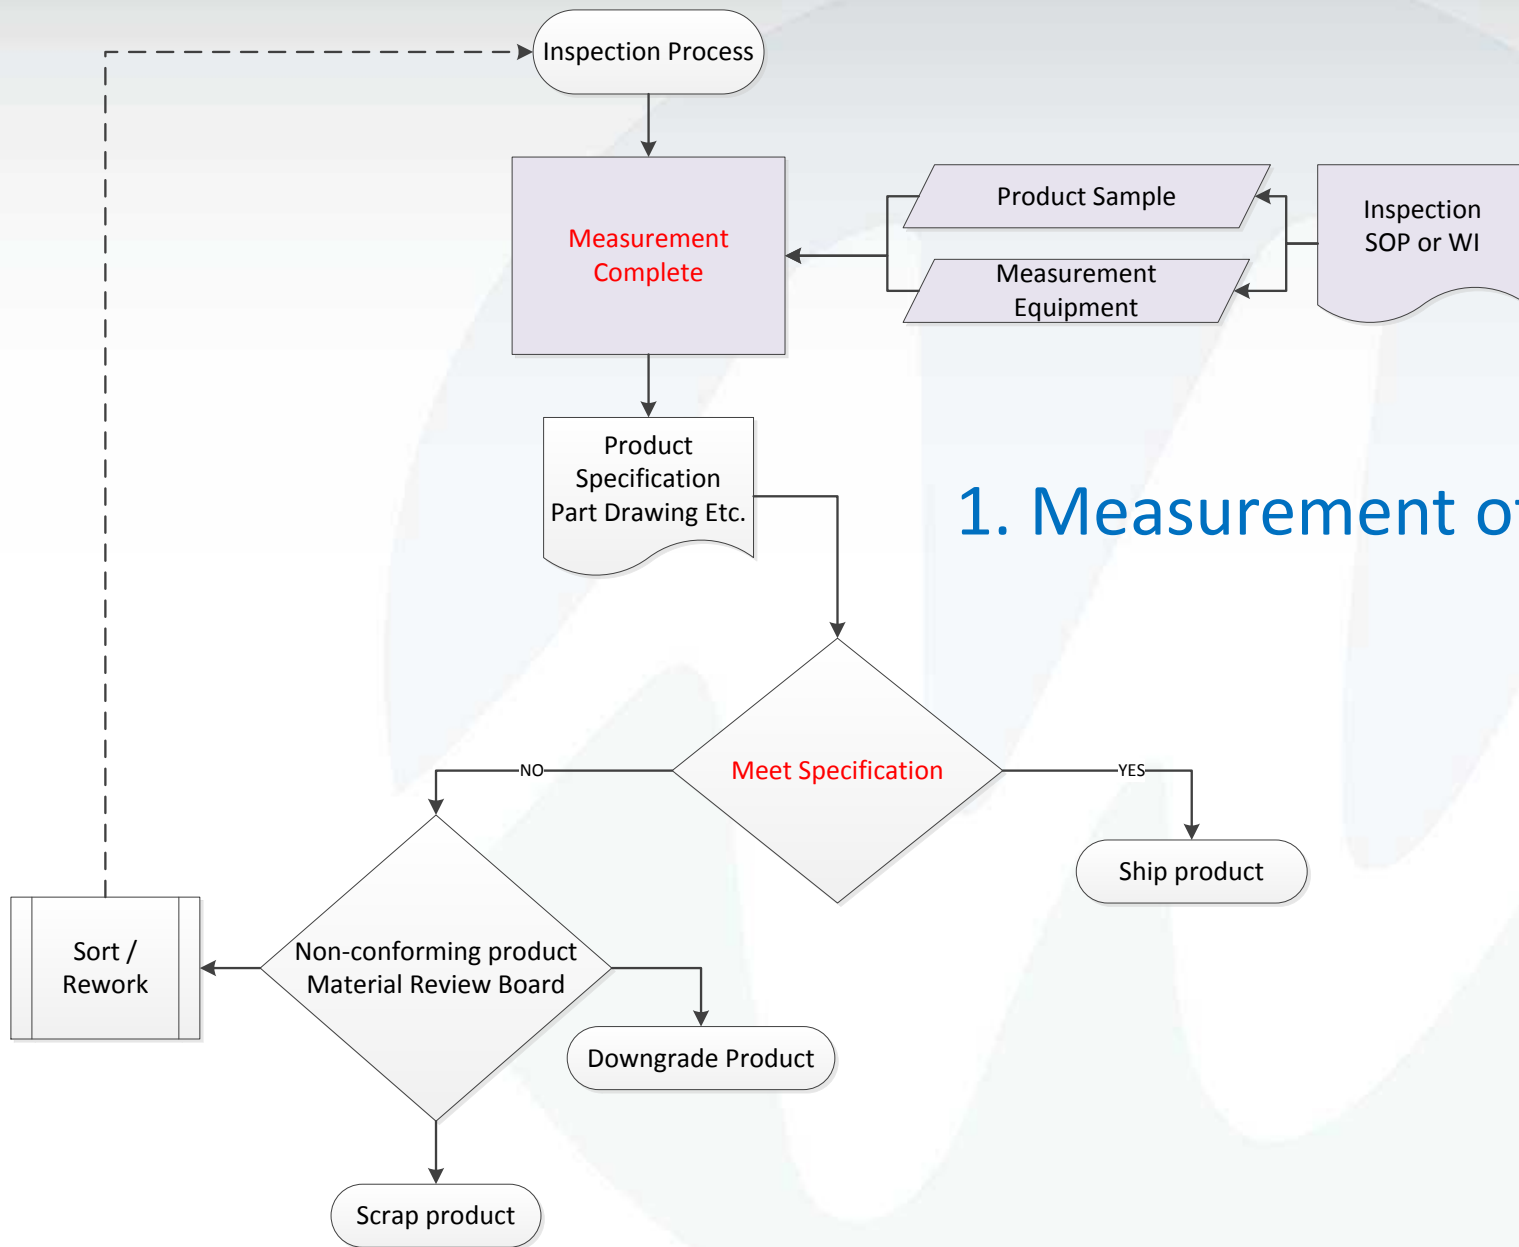 Inspection Process
Measurement
Complete
Product Sample
Measurement
Equipment
Inspection
SOP or WI
Product
Specification
Part Drawing Etc.
1. Measurement of
Meet Specification
NO
YES
Ship product
Non-conforming product
Material Review Board
Sort /
Rework
Downgrade Product
Scrap product